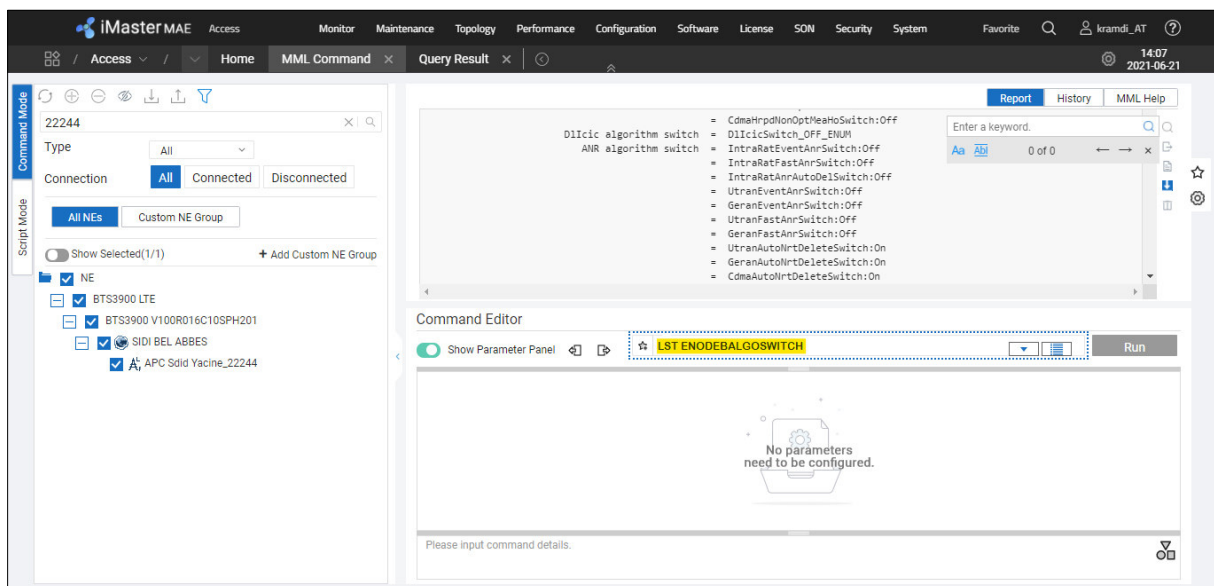 iMaster MAE Access Monitor Maintenance Topology Performance Configuration Software License SON Security System Favorite kramdi_AT
/ Access / Home MML Command × Query Result × 14:07
2021-06-21
Command Mode
Script Mode
22244
Type All
Connection All Connected Disconnected
All NEs Custom NE Group
Show Selected(1/1) + Add Custom NE Group
NE
BTS3900 LTE
BTS3900 V100R016C10SPH201
SIDI BEL ABBES
APC Sdid Yacine_22244
Report History MML Help
Enter a keyword.
Aa Abl 0 of 0 ← → ×
= CdmaHrpdNonOptMeaHoSwitch:Off
DlIcic algorithm switch = DlIcicSwitch_OFF_ENUM
ANR algorithm switch = IntraRatEventAnrSwitch:Off
= IntraRatFastAnrSwitch:Off
= IntraRatAnrAutoDelSwitch:Off
= UtranEventAnrSwitch:Off
= GeranEventAnrSwitch:Off
= UtranFastAnrSwitch:Off
= GeranFastAnrSwitch:Off
= UtranAutoNrtDeleteSwitch:On
= GeranAutoNrtDeleteSwitch:On
= CdmaAutoNrtDeleteSwitch:On
Command Editor
Show Parameter Panel LST ENODEBALGOSWITCH Run
No parameters
need to be configured.
Please input command details.